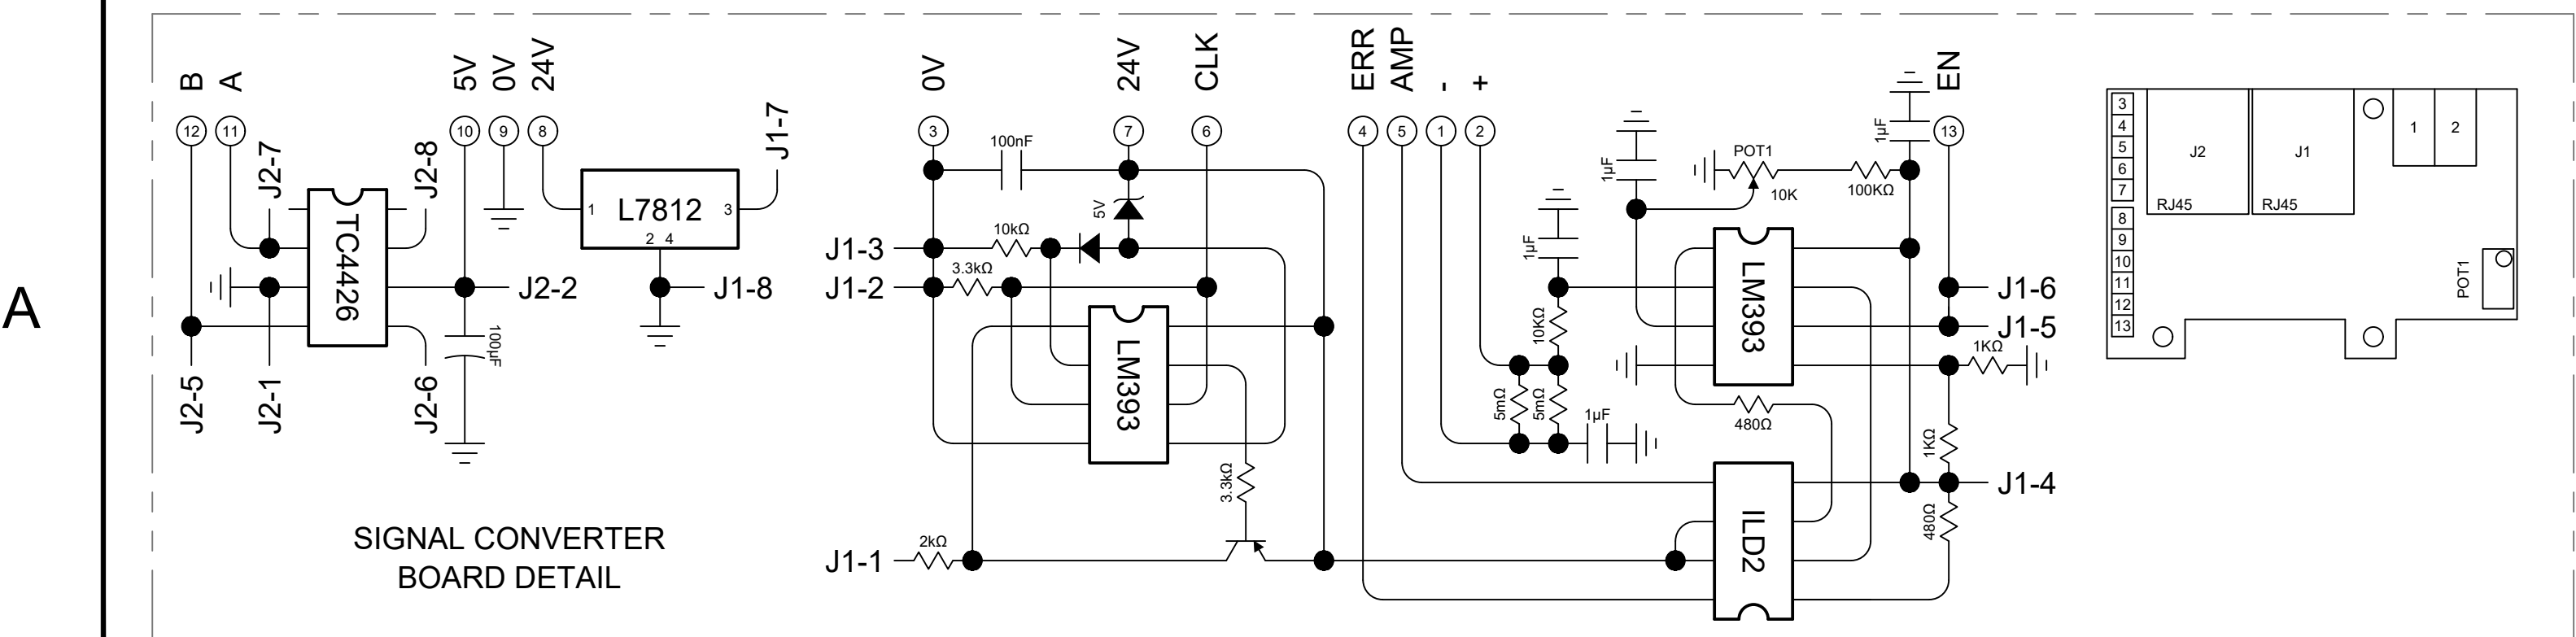 A
B
A
5V
0V
24V
0V
24V
CLK
ERR
AMP
-
+
EN
12
11
10
9
8
3
7
6
4
5
1
2
13
J2-7
J2-8
J1-7
TC4426
L7812
1
3
2 4
J2-2
J1-8
100µF
J2-5
J2-1
J2-6
SIGNAL CONVERTER
BOARD DETAIL
100nF
5V
J1-3
10kΩ
J1-2
3.3kΩ
LM393
3.3kΩ
J1-1
2kΩ
1µF
1µF
1µF
POT1
10K
100KΩ
LM393
10KΩ
5mΩ
5mΩ
1µF
480Ω
J1-6
J1-5
1KΩ
1KΩ
J1-4
480Ω
ILD2
3
4
5
6
7
8
9
10
11
12
13
J2
RJ45
J1
RJ45
1
2
POT1